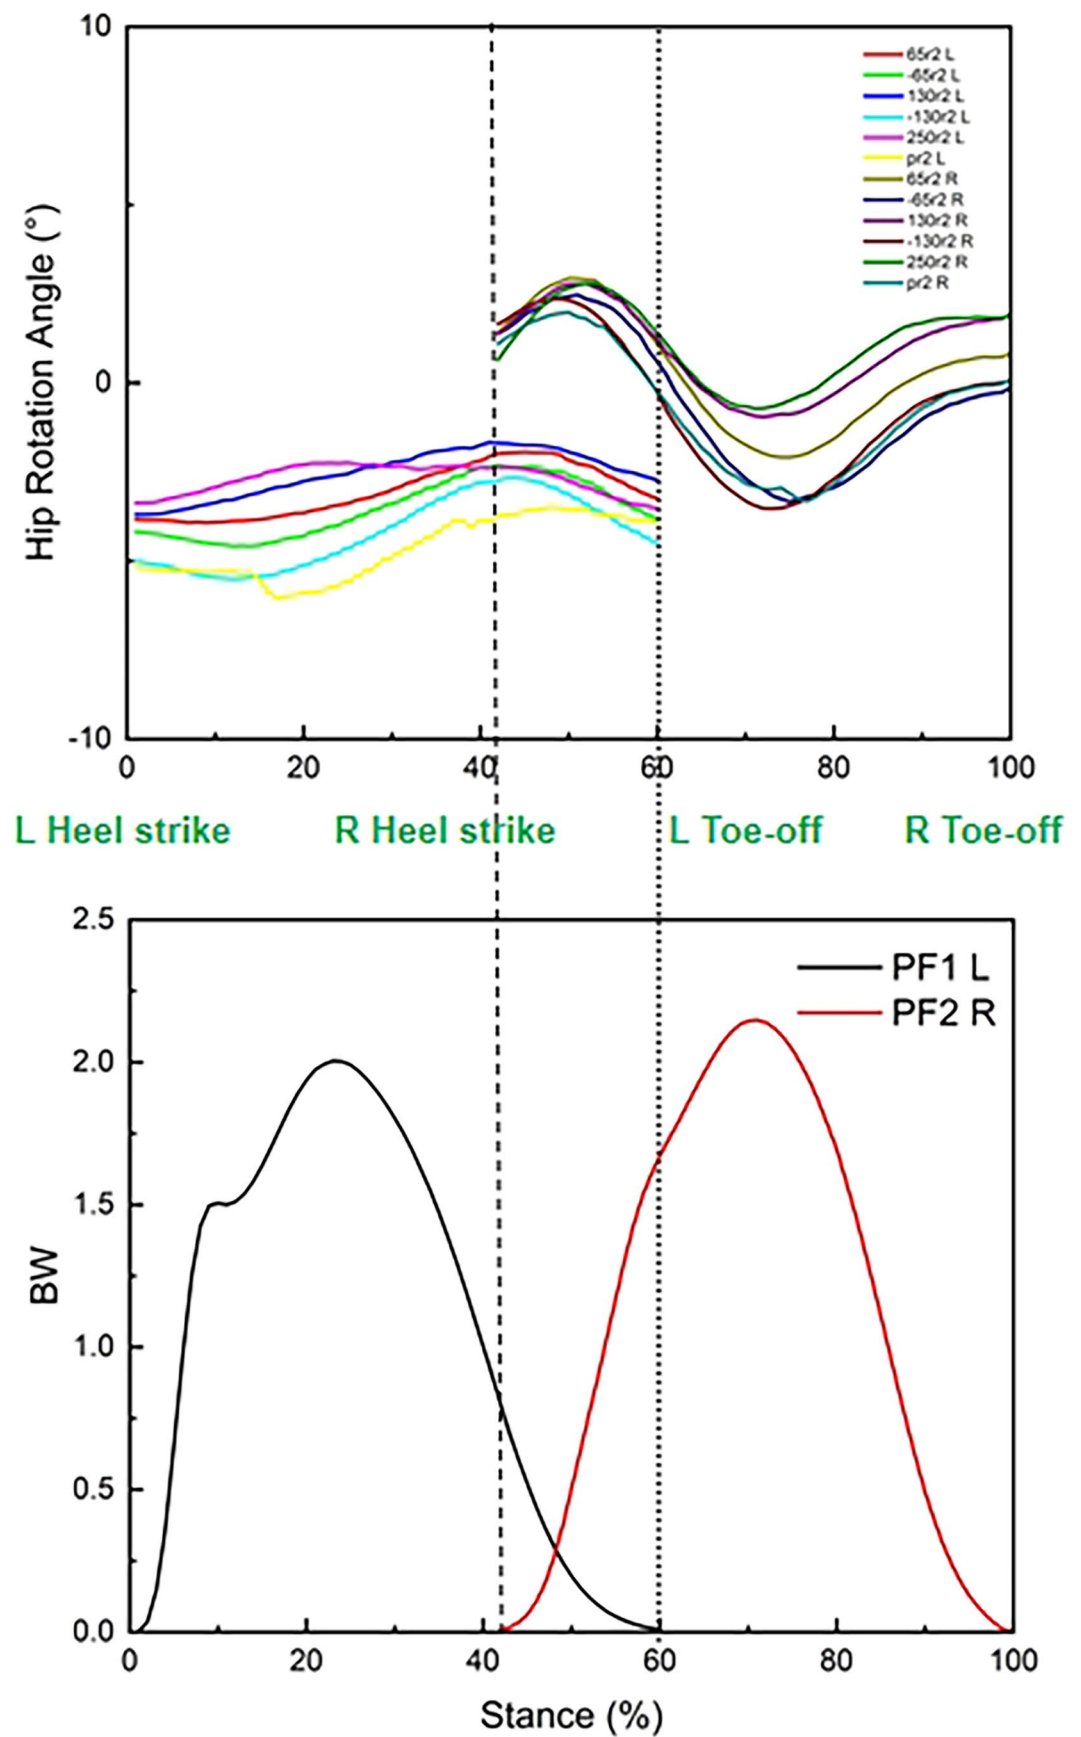 10
0
-10
Hip Rotation Angle (°)
65r2 L
-65r2 L
130r2 L
-130r2 L
250r2 L
pr2 L
65r2 R
-65r2 R
130r2 R
-130r2 R
250r2 R
pr2 R
0 20 40 60 80 100
L Heel strike R Heel strike L Toe-off R Toe-off
2.5
2.0
1.5
1.0
0.5
0.0
BW
PF1 L
PF2 R
0 20 40 60 80 100
Stance (%)